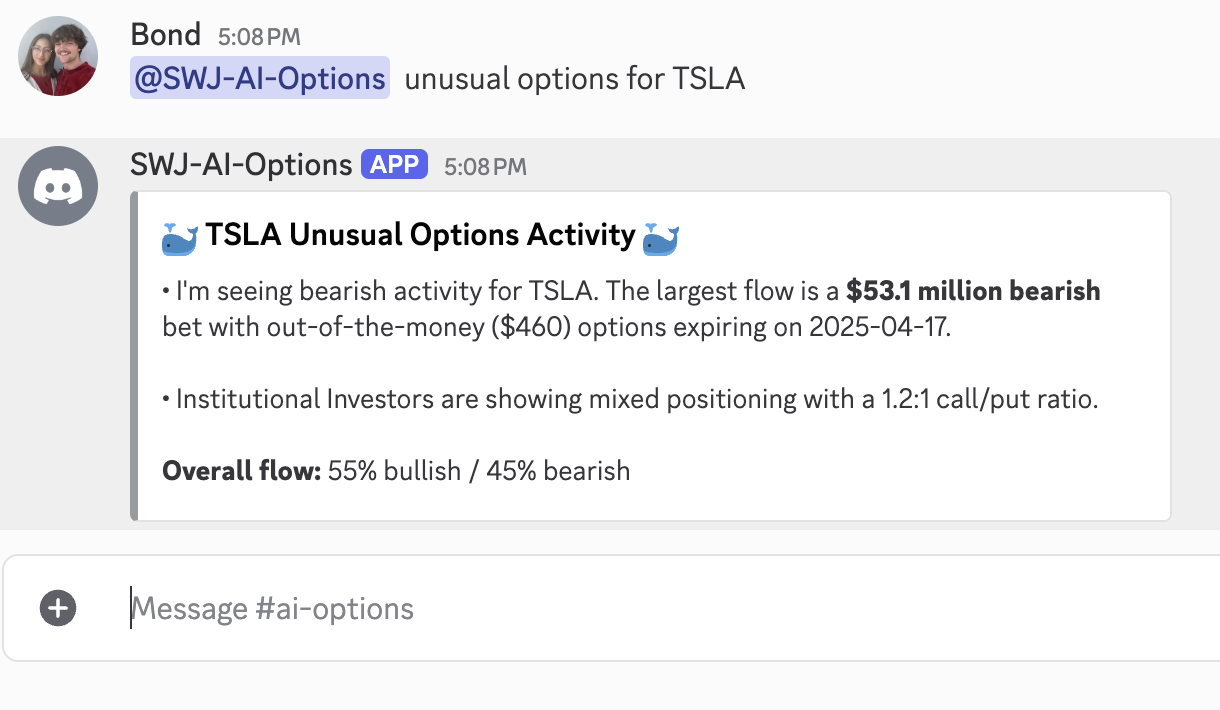 Bond 5:08 PM
@SWJ-AI-Options unusual options for TSLA
SWJ-AI-Options APP 5:08 PM
🐳 TSLA Unusual Options Activity 🐳
• I'm seeing bearish activity for TSLA. The largest flow is a $53.1 million bearish
bet with out-of-the-money ($460) options expiring on 2025-04-17.
• Institutional Investors are showing mixed positioning with a 1.2:1 call/put ratio.
Overall flow: 55% bullish / 45% bearish
Message #ai-options